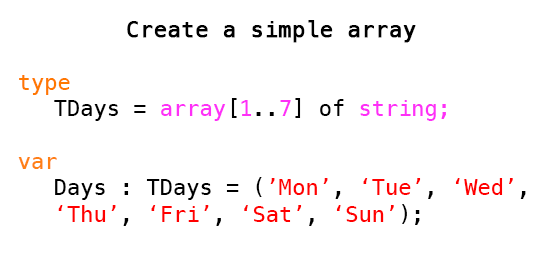 Create a simple array
type
TDays = array[1..7] of string;
var
Days : TDays = (’Mon’, ‘Tue’, ‘Wed’,
‘Thu’, ‘Fri’, ‘Sat’, ‘Sun’);